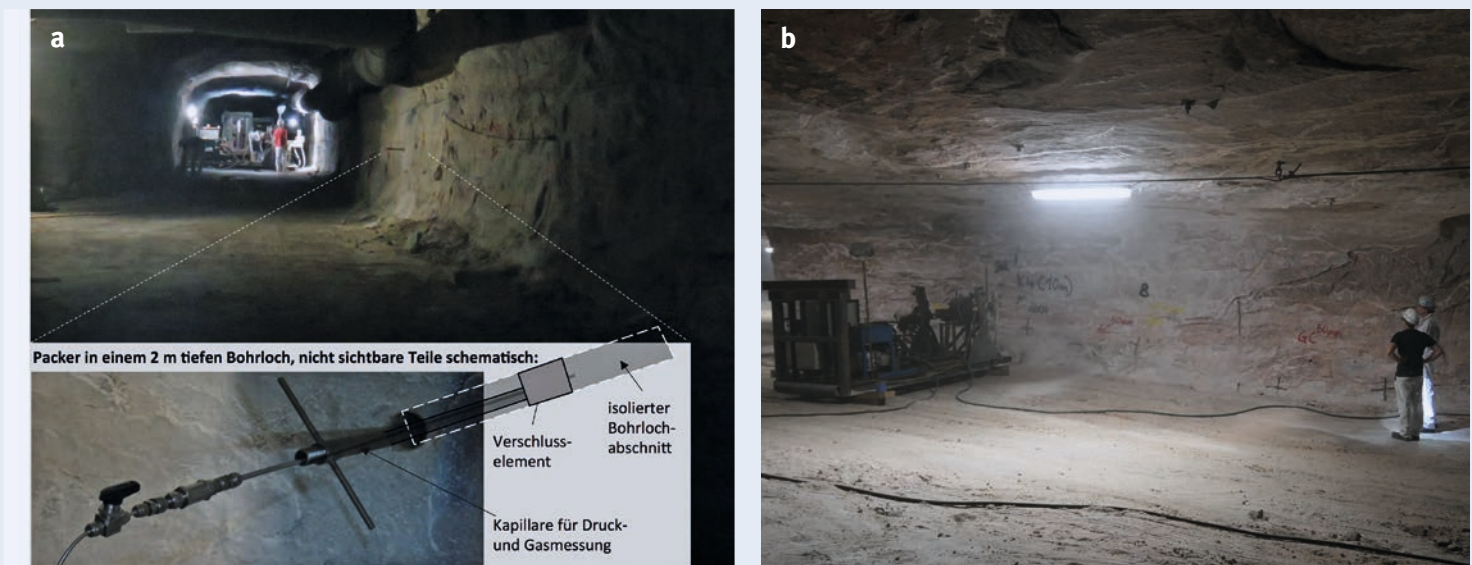 a
Packer in einem 2 m tiefen Bohrloch, nicht sichtbare Teile schematisch:
Verschluss-
element
isolierter
Bohrloch-
abschnitt
Kapillare für Druck-
und Gasmessung
b
8